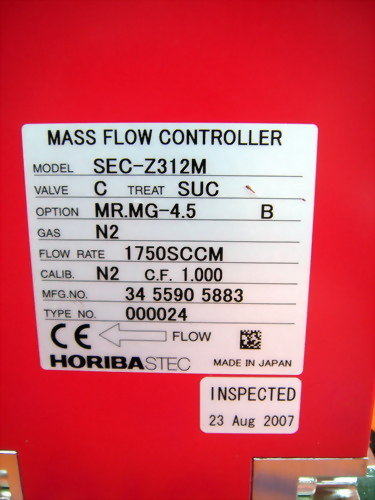 MASS FLOW CONTROLLER
MODEL SEC-Z312M
VALVE C TREAT SUC
OPTION MR.MG-4.5 B
GAS N2
FLOW RATE 1750SCCM
CALIB. N2 C.F. 1.000
MFG.NO. 34 5590 5883
TYPE NO. 000024
CE FLOW
HORIBASTEC MADE IN JAPAN
INSPECTED
23 Aug 2007